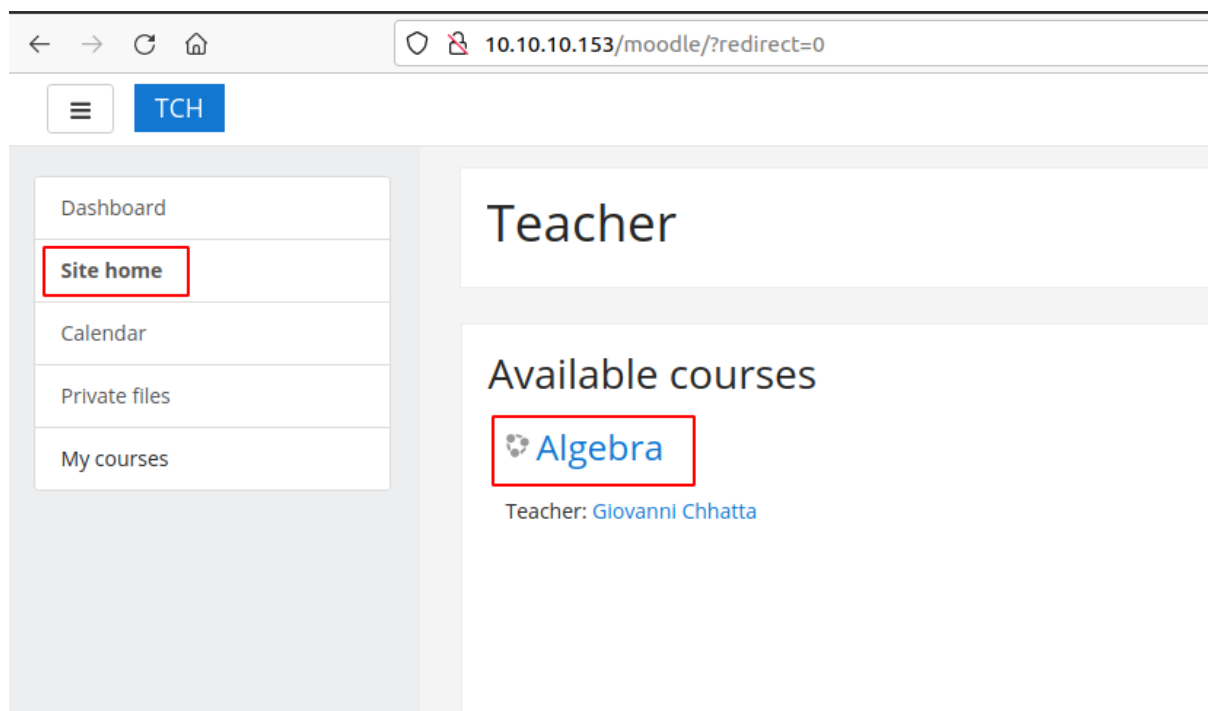 10.10.10.153/moodle/?redirect=0
TCH
Dashboard
Site home
Calendar
Private files
My courses
Teacher
Available courses
Algebra
Teacher: Giovanni Chhatta